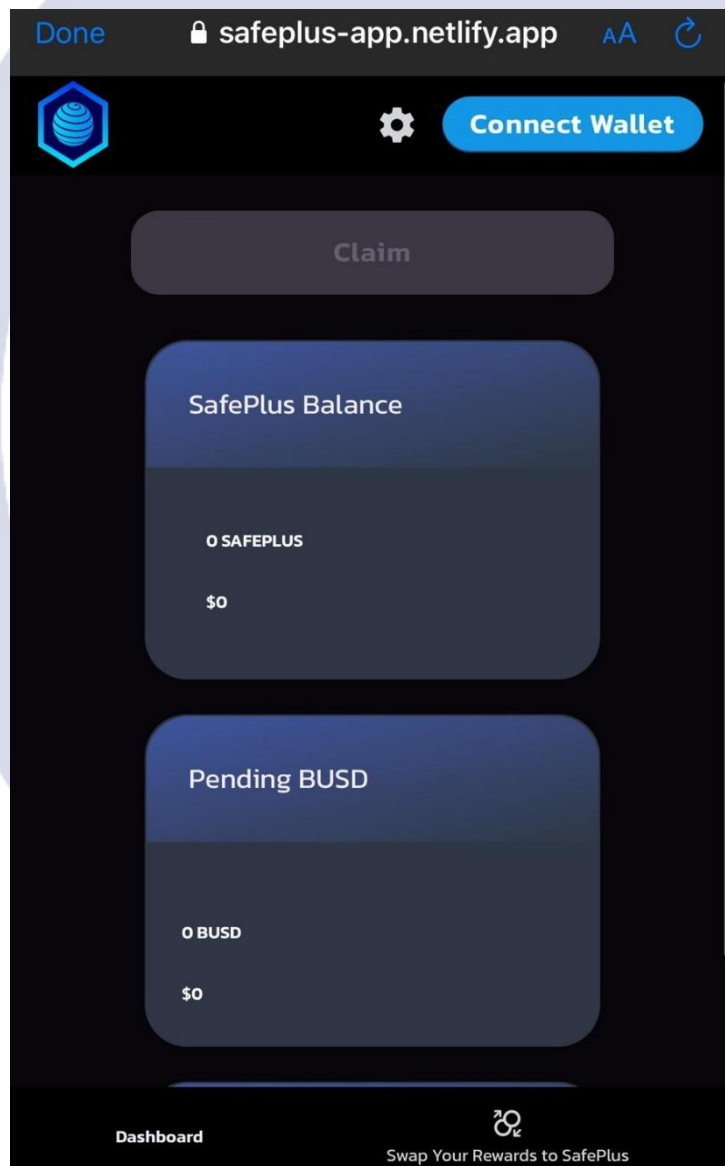 Done safeplus-app.netlify.app AA
Connect Wallet
Claim
SafePlus Balance
0 SAFEPLUS
$0
Pending BUSD
0 BUSD
$0
Dashboard
Swap Your Rewards to SafePlus